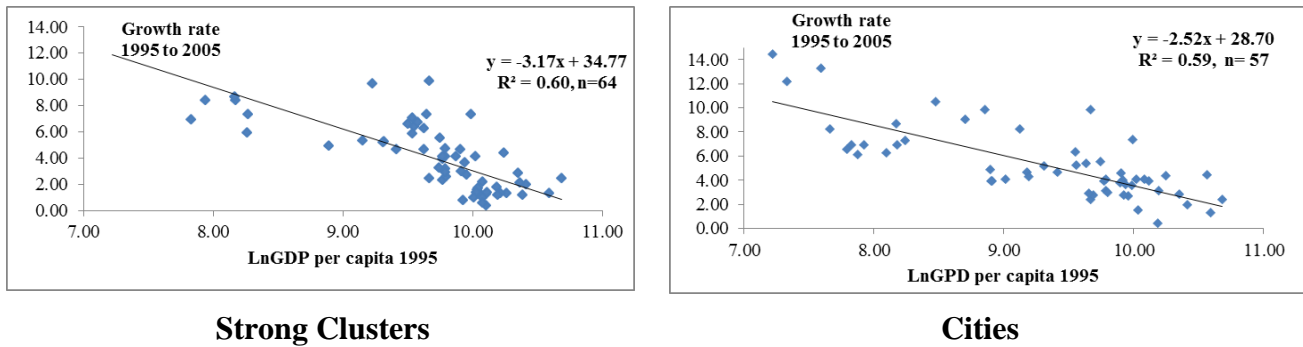 Growth rate
1995 to 2005
y = -3.17x + 34.77
R² = 0.60, n=64
14.00
12.00
10.00
8.00
6.00
4.00
2.00
0.00
7.00 8.00 9.00 10.00 11.00
LnGDP per capita 1995
Strong Clusters
Growth rate
1995 to 2005
y = -2.52x + 28.70
R² = 0.59, n= 57
14.00
12.00
10.00
8.00
6.00
4.00
2.00
0.00
7.00 8.00 9.00 10.00 11.00
LnGPD per capita 1995
Cities